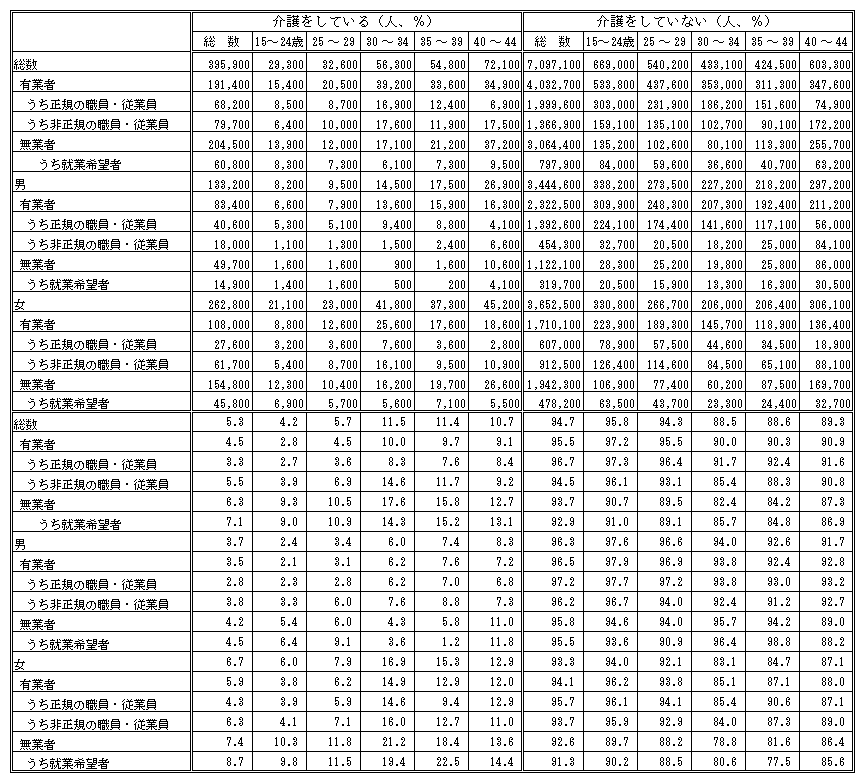 介護をしている（人、％） 介護をしていない（人、％）
総　数 15～24歳 25～29 30～34 35～39 40～44 総　数 15～24歳 25～29 30～34 35～39 40～44
総数 395,900 29,300 32,600 56,300 54,800 72,100 7,097,100 669,000 540,200 433,100 424,500 603,300
有業者 191,400 15,400 20,500 39,200 33,600 34,900 4,032,700 533,800 437,600 353,000 311,300 347,600
うち正規の職員・従業員 68,200 8,500 8,700 16,900 12,400 6,900 1,999,600 303,000 231,900 186,200 151,600 74,900
うち非正規の職員・従業員 79,700 6,400 10,000 17,600 11,900 17,500 1,366,900 159,100 135,100 102,700 90,100 172,200
無業者 204,500 13,900 12,000 17,100 21,200 37,200 3,064,400 135,200 102,600 80,100 113,300 255,700
うち就業希望者 60,800 8,300 7,300 6,100 7,300 9,500 797,900 84,000 59,600 36,600 40,700 63,200
男 133,200 8,200 9,500 14,500 17,500 26,900 3,444,600 338,200 273,500 227,200 218,200 297,200
有業者 83,400 6,600 7,900 13,600 15,900 16,300 2,322,500 309,900 248,300 207,300 192,400 211,200
うち正規の職員・従業員 40,600 5,300 5,100 9,400 8,800 4,100 1,392,600 224,100 174,400 141,600 117,100 56,000
うち非正規の職員・従業員 18,000 1,100 1,300 1,500 2,400 6,600 454,300 32,700 20,500 18,200 25,000 84,100
無業者 49,700 1,600 1,600 900 1,600 10,600 1,122,100 28,300 25,200 19,800 25,800 86,000
うち就業希望者 14,900 1,400 1,600 500 200 4,100 319,700 20,500 15,900 13,300 16,300 30,500
女 262,800 21,100 23,000 41,800 37,300 45,200 3,652,500 330,800 266,700 206,000 206,400 306,100
有業者 108,000 8,800 12,600 25,600 17,600 18,600 1,710,100 223,900 189,300 145,700 118,900 136,400
うち正規の職員・従業員 27,600 3,200 3,600 7,600 3,600 2,800 607,000 78,900 57,500 44,600 34,500 18,900
うち非正規の職員・従業員 61,700 5,400 8,700 16,100 9,500 10,900 912,500 126,400 114,600 84,500 65,100 88,100
無業者 154,800 12,300 10,400 16,200 19,700 26,600 1,942,300 106,900 77,400 60,200 87,500 169,700
うち就業希望者 45,800 6,900 5,700 5,600 7,100 5,500 478,200 63,500 43,700 23,300 24,400 32,700
総数 5.3 4.2 5.7 11.5 11.4 10.7 94.7 95.8 94.3 88.5 88.6 89.3
有業者 4.5 2.8 4.5 10.0 9.7 9.1 95.5 97.2 95.5 90.0 90.3 90.9
うち正規の職員・従業員 3.3 2.7 3.6 8.3 7.6 8.4 96.7 97.3 96.4 91.7 92.4 91.6
うち非正規の職員・従業員 5.5 3.9 6.9 14.6 11.7 9.2 94.5 96.1 93.1 85.4 88.3 90.8
無業者 6.3 9.3 10.5 17.6 15.8 12.7 93.7 90.7 89.5 82.4 84.2 87.3
うち就業希望者 7.1 9.0 10.9 14.3 15.2 13.1 92.9 91.0 89.1 85.7 84.8 86.9
男 3.7 2.4 3.4 6.0 7.4 8.3 96.3 97.6 96.6 94.0 92.6 91.7
有業者 3.5 2.1 3.1 6.2 7.6 7.2 96.5 97.9 96.9 93.8 92.4 92.8
うち正規の職員・従業員 2.8 2.3 2.8 6.2 7.0 6.8 97.2 97.7 97.2 93.8 93.0 93.2
うち非正規の職員・従業員 3.8 3.3 6.0 7.6 8.8 7.3 96.2 96.7 94.0 92.4 91.2 92.7
無業者 4.2 5.4 6.0 4.3 5.8 11.0 95.8 94.6 94.0 95.7 94.2 89.0
うち就業希望者 4.5 6.4 9.1 3.6 1.2 11.8 95.5 93.6 90.9 96.4 98.8 88.2
女 6.7 6.0 7.9 16.9 15.3 12.9 93.3 94.0 92.1 83.1 84.7 87.1
有業者 5.9 3.8 6.2 14.9 12.9 12.0 94.1 96.2 93.8 85.1 87.1 88.0
うち正規の職員・従業員 4.3 3.9 5.9 14.6 9.4 12.9 95.7 96.1 94.1 85.4 90.6 87.1
うち非正規の職員・従業員 6.3 4.1 7.1 16.0 12.7 11.0 93.7 95.9 92.9 84.0 87.3 89.0
無業者 7.4 10.3 11.8 21.2 18.4 13.6 92.6 89.7 88.2 78.8 81.6 86.4
うち就業希望者 8.7 9.8 11.5 19.4 22.5 14.4 91.3 90.2 88.5 80.6 77.5 85.6